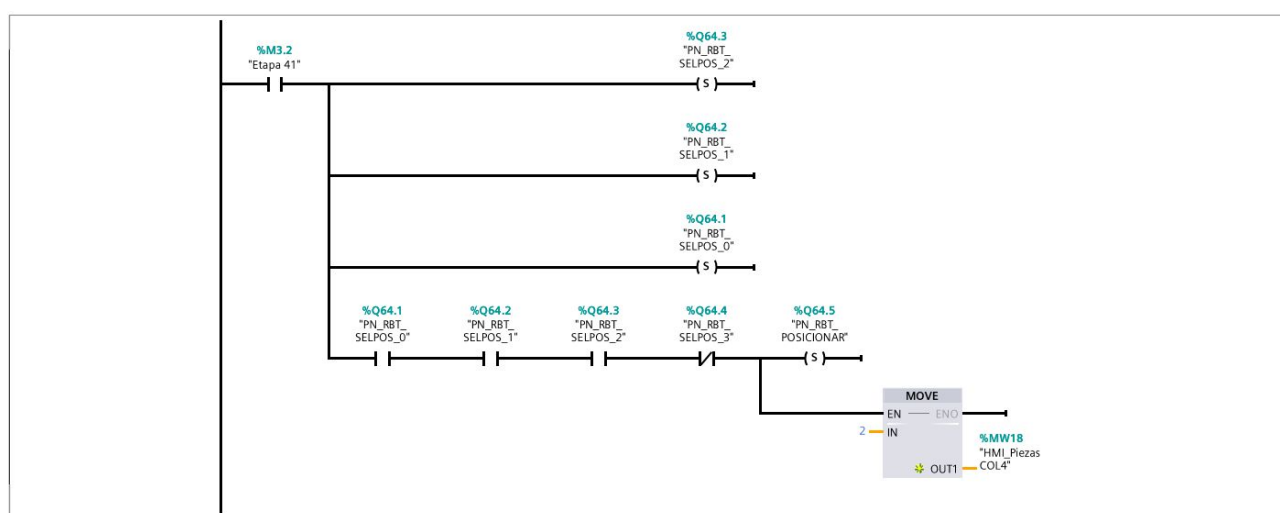 %M3.2
"Etapa 41"
%Q64.3
"PN_RBT_
SELPOS_2"
( S )
%Q64.2
"PN_RBT_
SELPOS_1"
( S )
%Q64.1
"PN_RBT_
SELPOS_0"
( S )
%Q64.1
"PN_RBT_
SELPOS_0"
%Q64.2
"PN_RBT_
SELPOS_1"
%Q64.3
"PN_RBT_
SELPOS_2"
%Q64.4
"PN_RBT_
SELPOS_3"
%Q64.5
"PN_RBT_
POSICIONAR"
( S )
MOVE
EN ENO
2 IN
%MW18
"HMI_Piezas
COL4"
OUT1